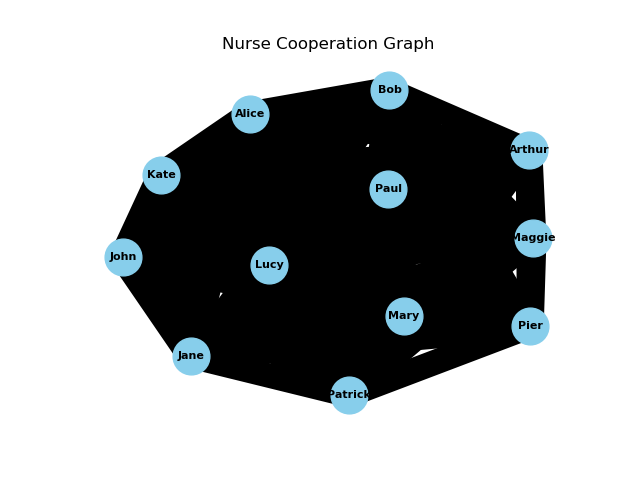 Nurse Cooperation Graph
Bob
Alice
Arthur
Kate
Paul
Maggie
John
Lucy
Mary
Pier
Jane
Patrick